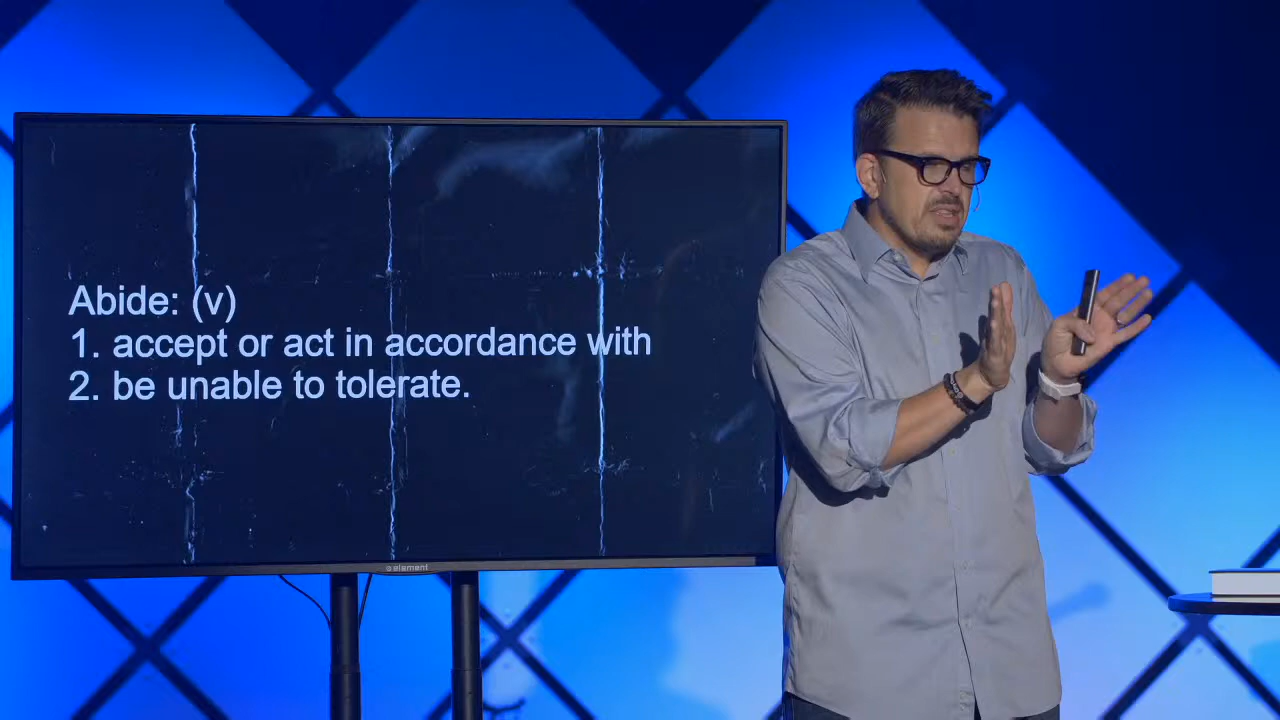 Abide: (v)
1. accept or act in accordance with
2. be unable to tolerate.
element